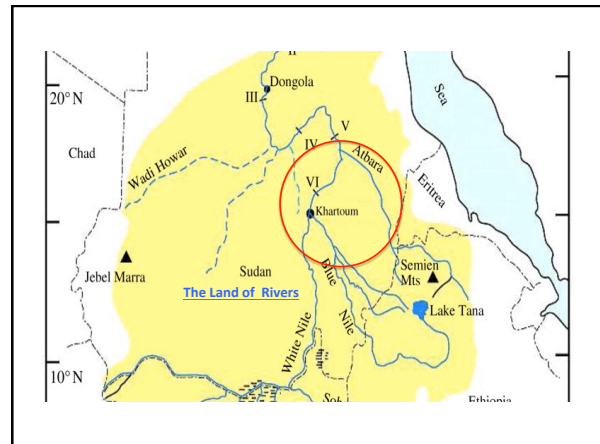 II
Dongola
20°N
III
Sea
V
IV
Atbara
Chad
Wadi Howar
VI
Eritrea
Khartoum
Jebel Marra
Sudan
Blue
Nile
Semien
Mts
The Land of Rivers
Lake Tana
White Nile
10°N
Sob
Ethiopia